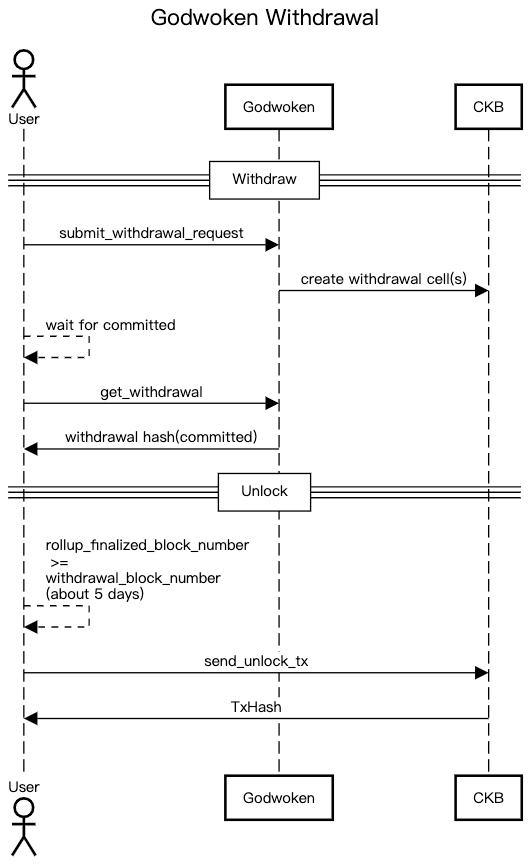 Godwoken Withdrawal
User
Godwoken
CKB
Withdraw
submit_withdrawal_request
create withdrawal cell(s)
wait for committed
get_withdrawal
withdrawal hash(committed)
Unlock
rollup_finalized_block_number
>=
withdrawal_block_number
(about 5 days)
send_unlock_tx
TxHash
User
Godwoken
CKB